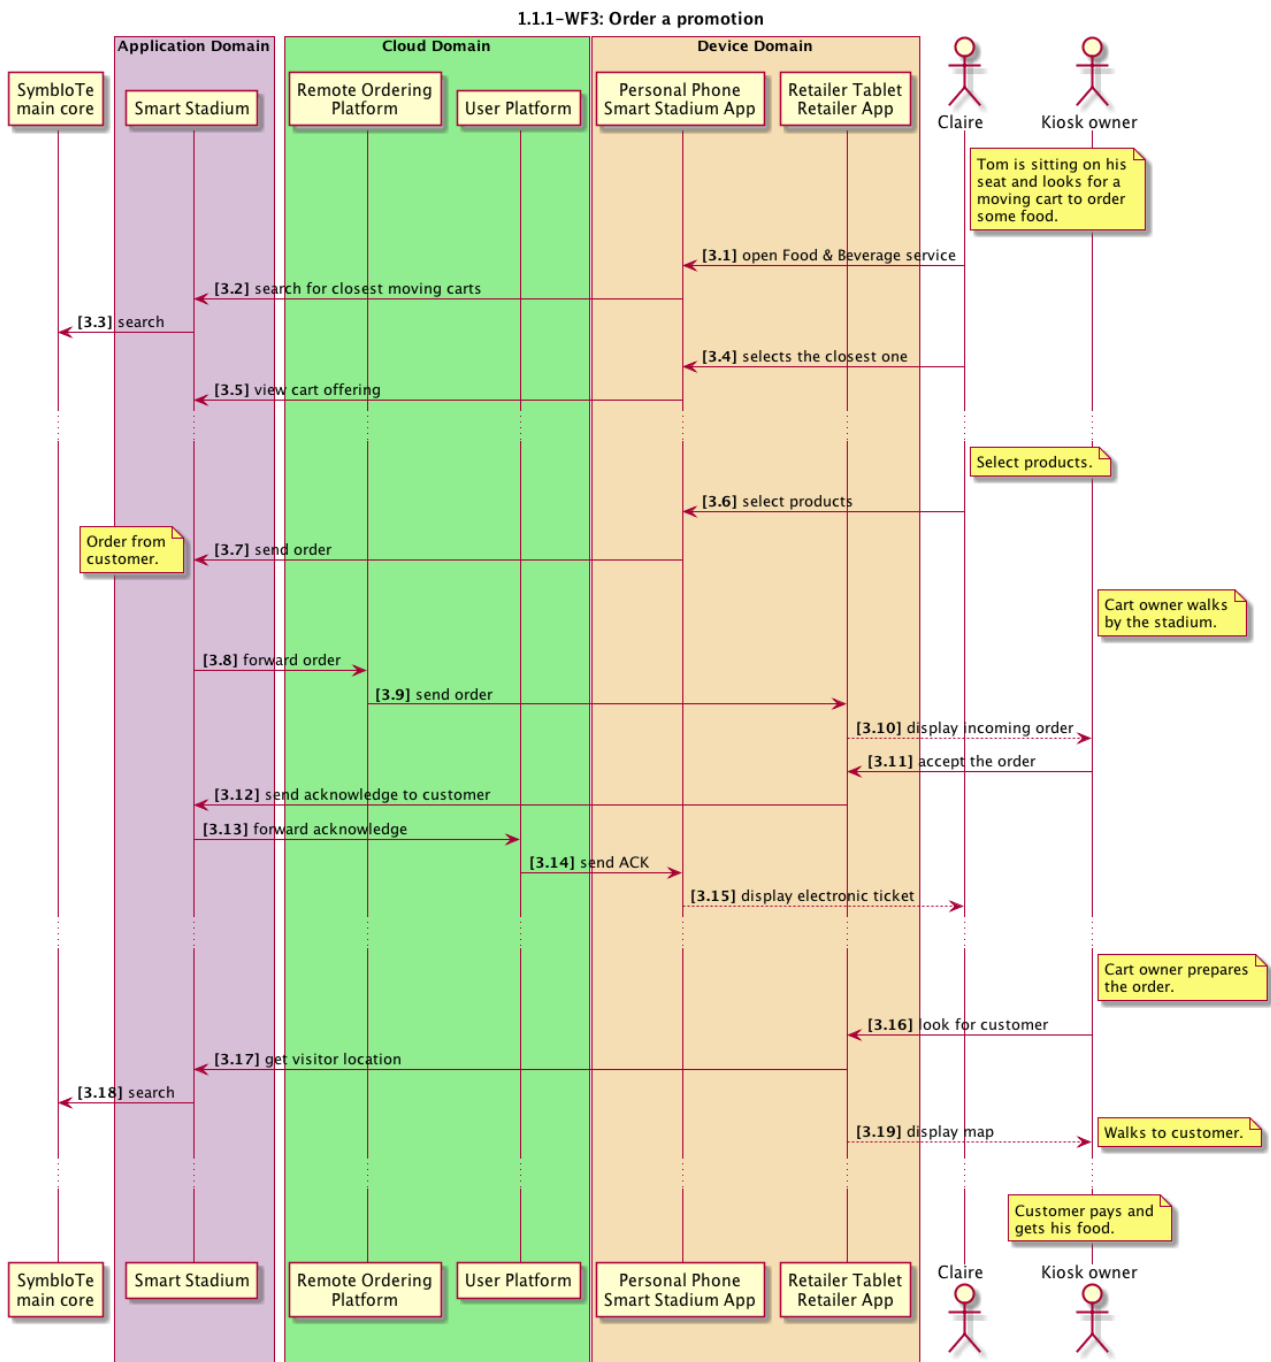 1.1.1-WF3: Order a promotion
Application Domain
Cloud Domain
Device Domain
SymbIoTe
main core
Smart Stadium
Remote Ordering
Platform
User Platform
Personal Phone
Smart Stadium App
Retailer Tablet
Retailer App
Claire
Kiosk owner
Tom is sitting on his
seat and looks for a
moving cart to order
some food.
[3.1] open Food & Beverage service
[3.2] search for closest moving carts
[3.3] search
[3.4] selects the closest one
[3.5] view cart offering
Select products.
[3.6] select products
Order from
customer.
[3.7] send order
Cart owner walks
by the stadium.
[3.8] forward order
[3.9] send order
[3.10] display incoming order
[3.11] accept the order
[3.12] send acknowledge to customer
[3.13] forward acknowledge
[3.14] send ACK
[3.15] display electronic ticket
Cart owner prepares
the order.
[3.16] look for customer
[3.17] get visitor location
[3.18] search
[3.19] display map
Walks to customer.
Customer pays and
gets his food.
SymbIoTe
main core
Smart Stadium
Remote Ordering
Platform
User Platform
Personal Phone
Smart Stadium App
Retailer Tablet
Retailer App
Claire
Kiosk owner